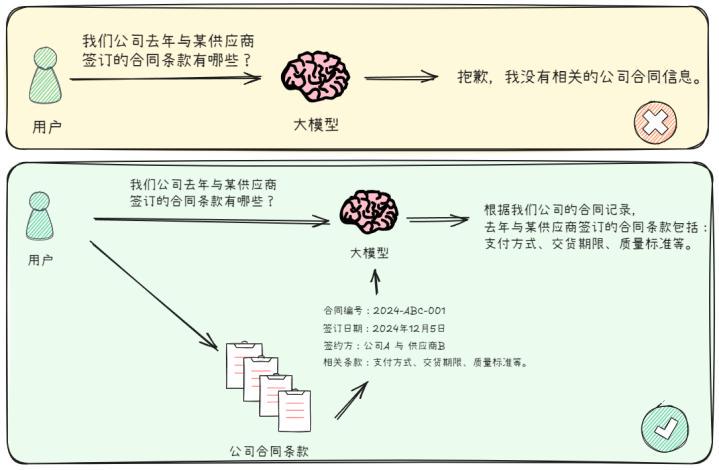 我们公司去年与某供应商
签订的合同条款有哪些？
用户
大模型
抱歉，我没有相关的公司合同信息。
我们公司去年与某供应商
签订的合同条款有哪些？
用户
大模型
根据我们公司的合同记录，
去年与某供应商签订的合同条款包括：
支付方式、交货期限、质量标准等。
合同编号：2024-ABC-001
签订日期：2024年12月5日
签约方：公司A 与 供应商B
相关条款：支付方式、交货期限、质量标准等。
公司合同条款